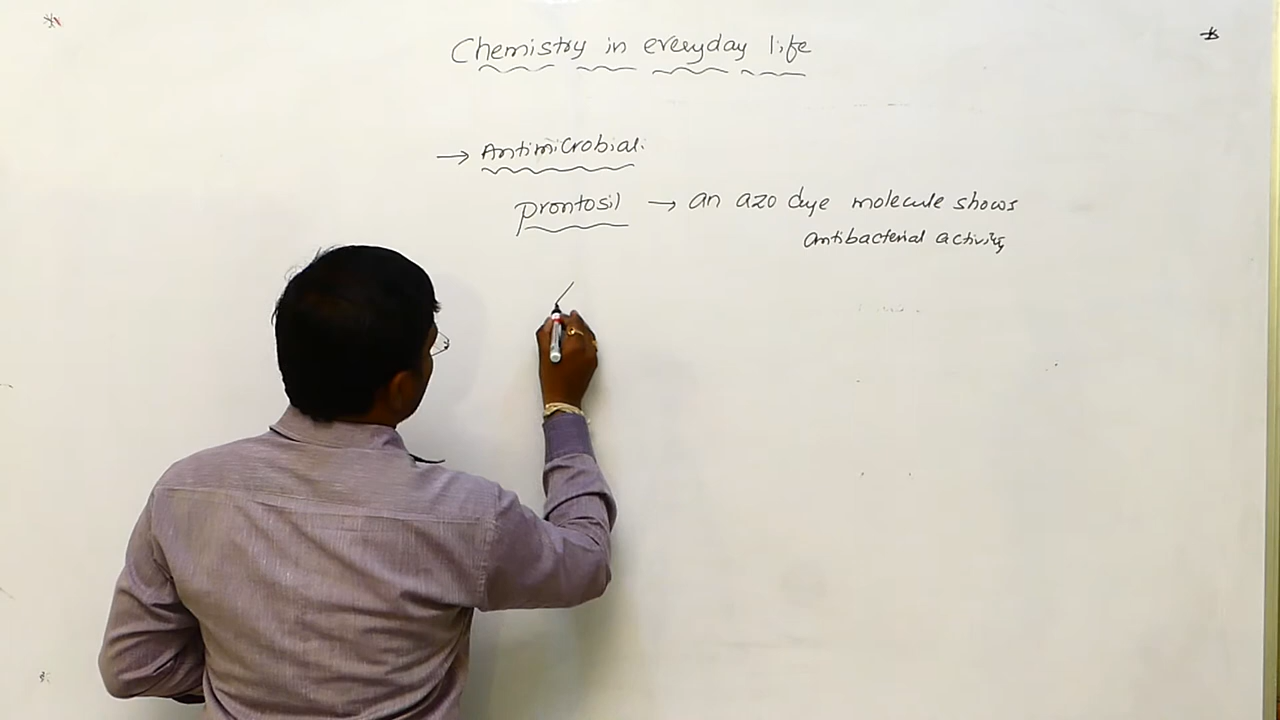 Chemistry in everyday life
→ Antimicrobial:
prontosil → an azo dye molecule shows
antibacterial activity